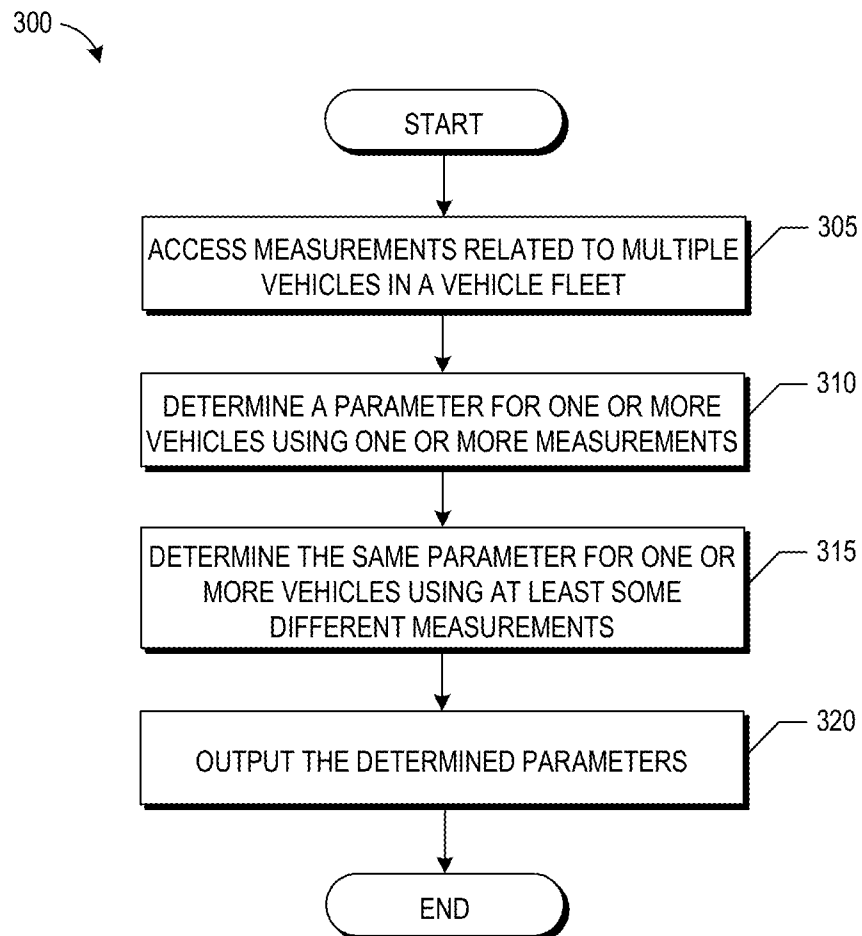 300
START
ACCESS MEASUREMENTS RELATED TO MULTIPLE
VEHICLES IN A VEHICLE FLEET
305
DETERMINE A PARAMETER FOR ONE OR MORE
VEHICLES USING ONE OR MORE MEASUREMENTS
310
DETERMINE THE SAME PARAMETER FOR ONE OR
MORE VEHICLES USING AT LEAST SOME
DIFFERENT MEASUREMENTS
315
OUTPUT THE DETERMINED PARAMETERS
320
END